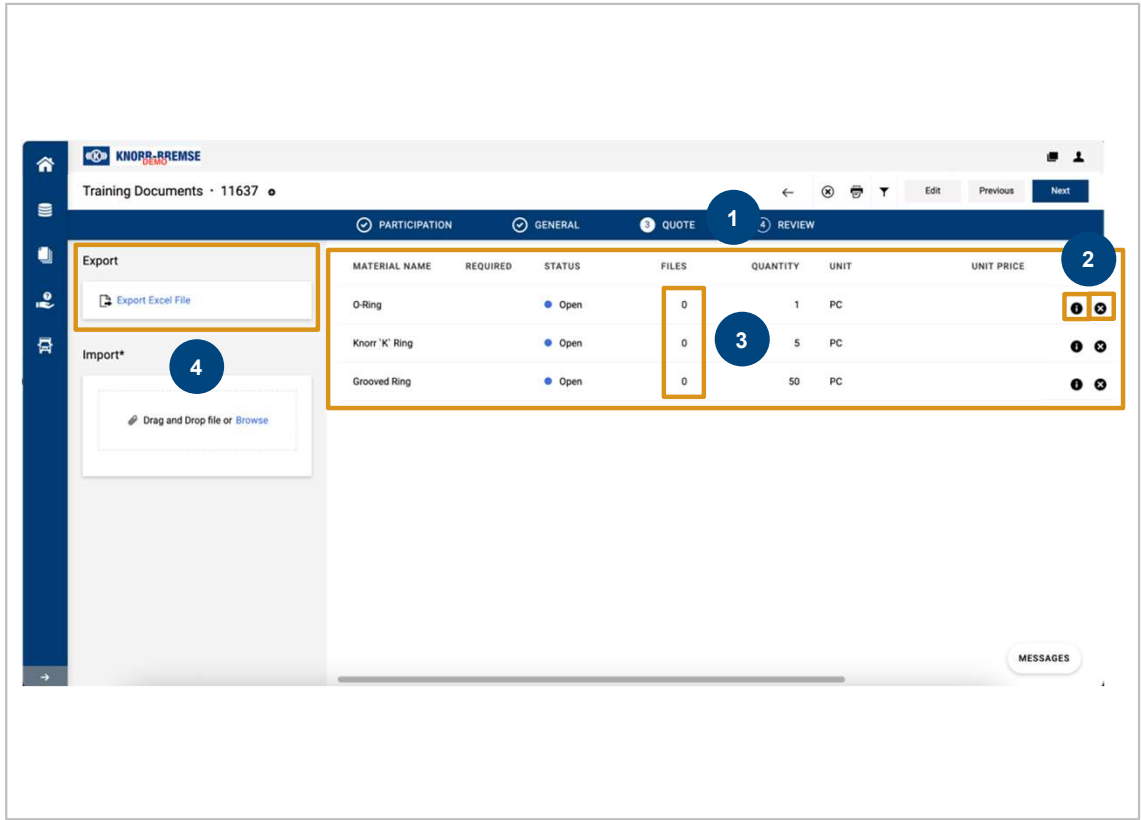 KNORR-BREMSE
DEMO
Training Documents · 11637
Edit Previous Next
PARTICIPATION GENERAL 3 QUOTE 1 4 REVIEW
Export
Export Excel File
Import*
4
Drag and Drop file or Browse
MATERIAL NAME REQUIRED STATUS FILES QUANTITY UNIT UNIT PRICE 2
O-Ring Open 0 1 PC
Knorr `K` Ring Open 0 3 5 PC
Grooved Ring Open 0 50 PC
MESSAGES